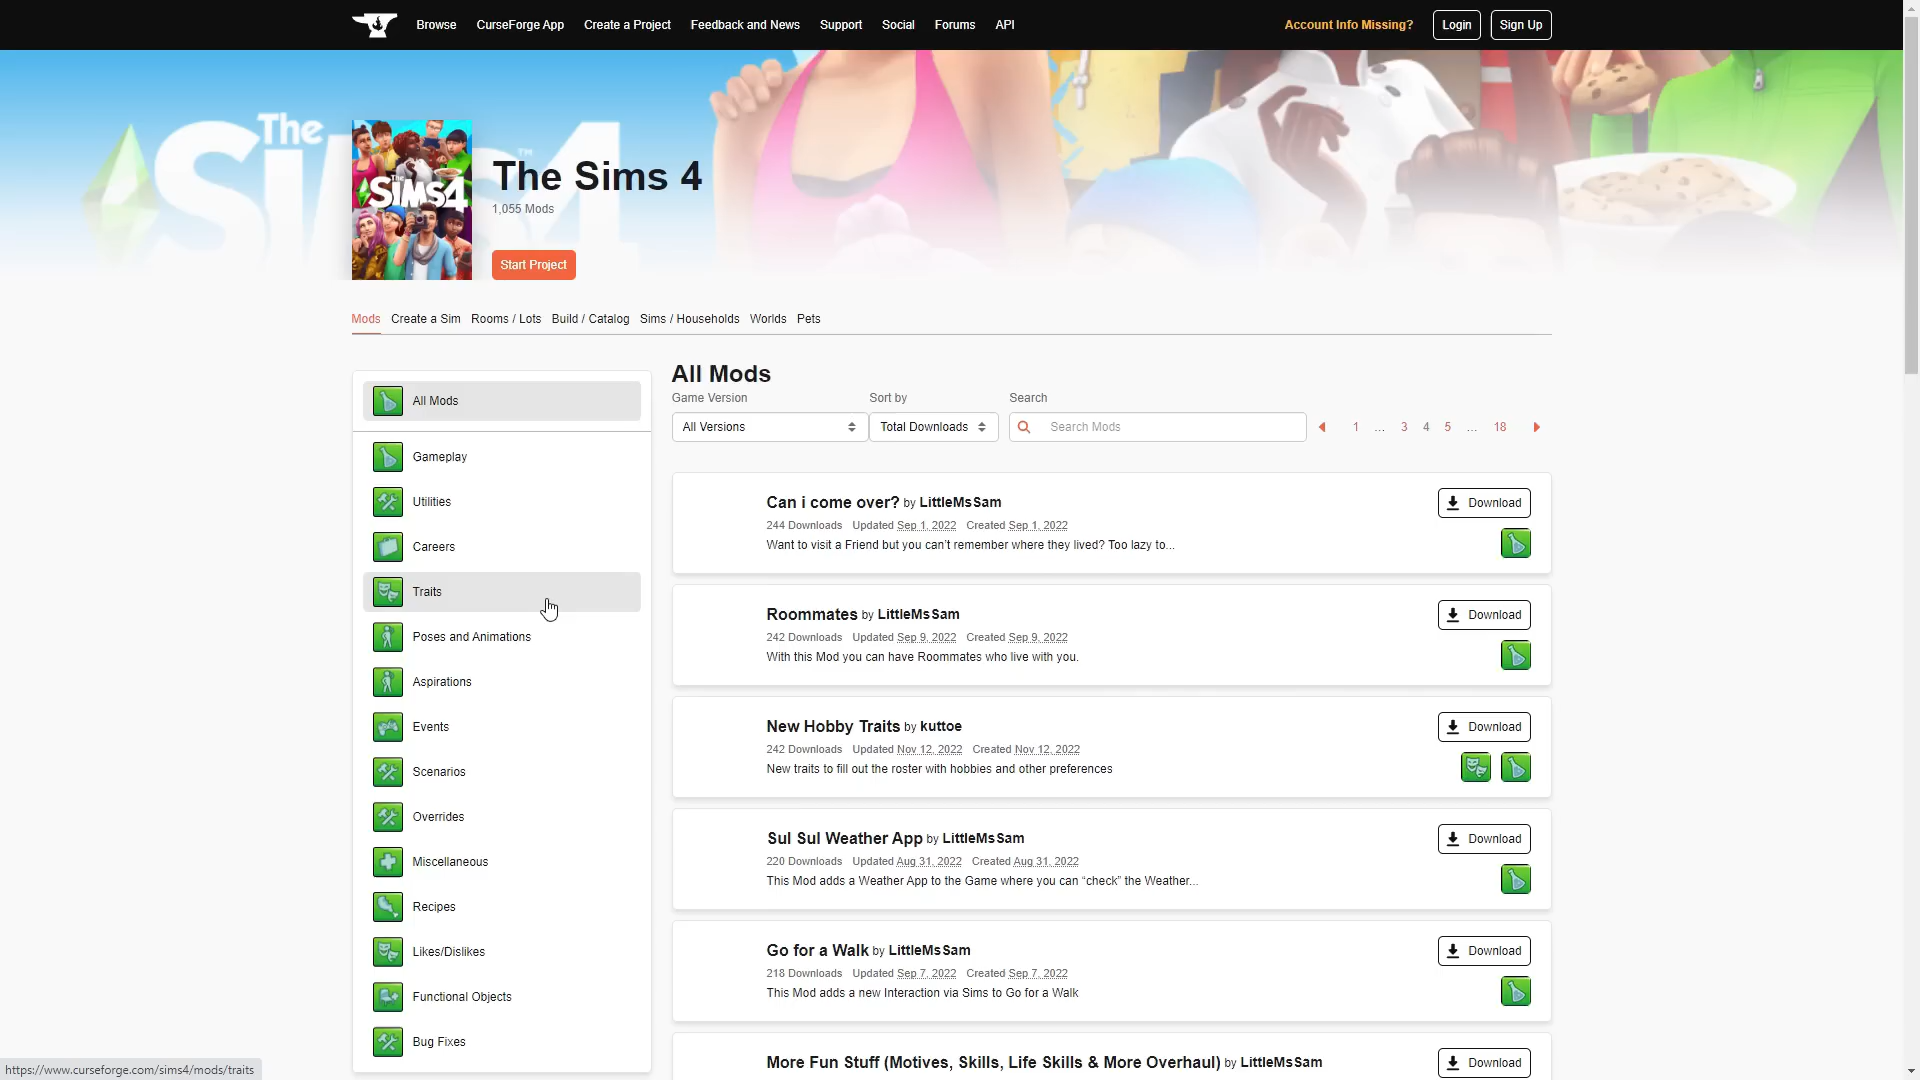 Browse CurseForge App Create a Project Feedback and News Support Social Forums API Account Info Missing? Login Sign Up
The SIMS 4
The SIMS4
The Sims 4
1,055 Mods
Start Project
Mods Create a Sim Rooms / Lots Build / Catalog Sims / Households Worlds Pets
All Mods
Gameplay
Utilities
Careers
Traits
Poses and Animations
Aspirations
Events
Scenarios
Overrides
Miscellaneous
Recipes
Likes/Dislikes
Functional Objects
Bug Fixes
All Mods
Game Version Sort by Search
All Versions Total Downloads Search Mods 1 ... 3 4 5 ... 18
Can i come over? by LittleMsSam Download
244 Downloads Updated Sep 1, 2022 Created Sep 1, 2022
Want to visit a Friend but you can’t remember where they lived? Too lazy to...
Roommates by LittleMsSam Download
242 Downloads Updated Sep 9, 2022 Created Sep 9, 2022
With this Mod you can have Roommates who live with you.
New Hobby Traits by kuttoe Download
242 Downloads Updated Nov 12, 2022 Created Nov 12, 2022
New traits to fill out the roster with hobbies and other preferences
Sul Sul Weather App by LittleMsSam Download
220 Downloads Updated Aug 31, 2022 Created Aug 31, 2022
This Mod adds a Weather App to the Game where you can “check” the Weather...
Go for a Walk by LittleMsSam Download
218 Downloads Updated Sep 7, 2022 Created Sep 7, 2022
This Mod adds a new Interaction via Sims to Go for a Walk
More Fun Stuff (Motives, Skills, Life Skills & More Overhaul) by LittleMsSam Download
https://www.curseforge.com/sims4/mods/traits